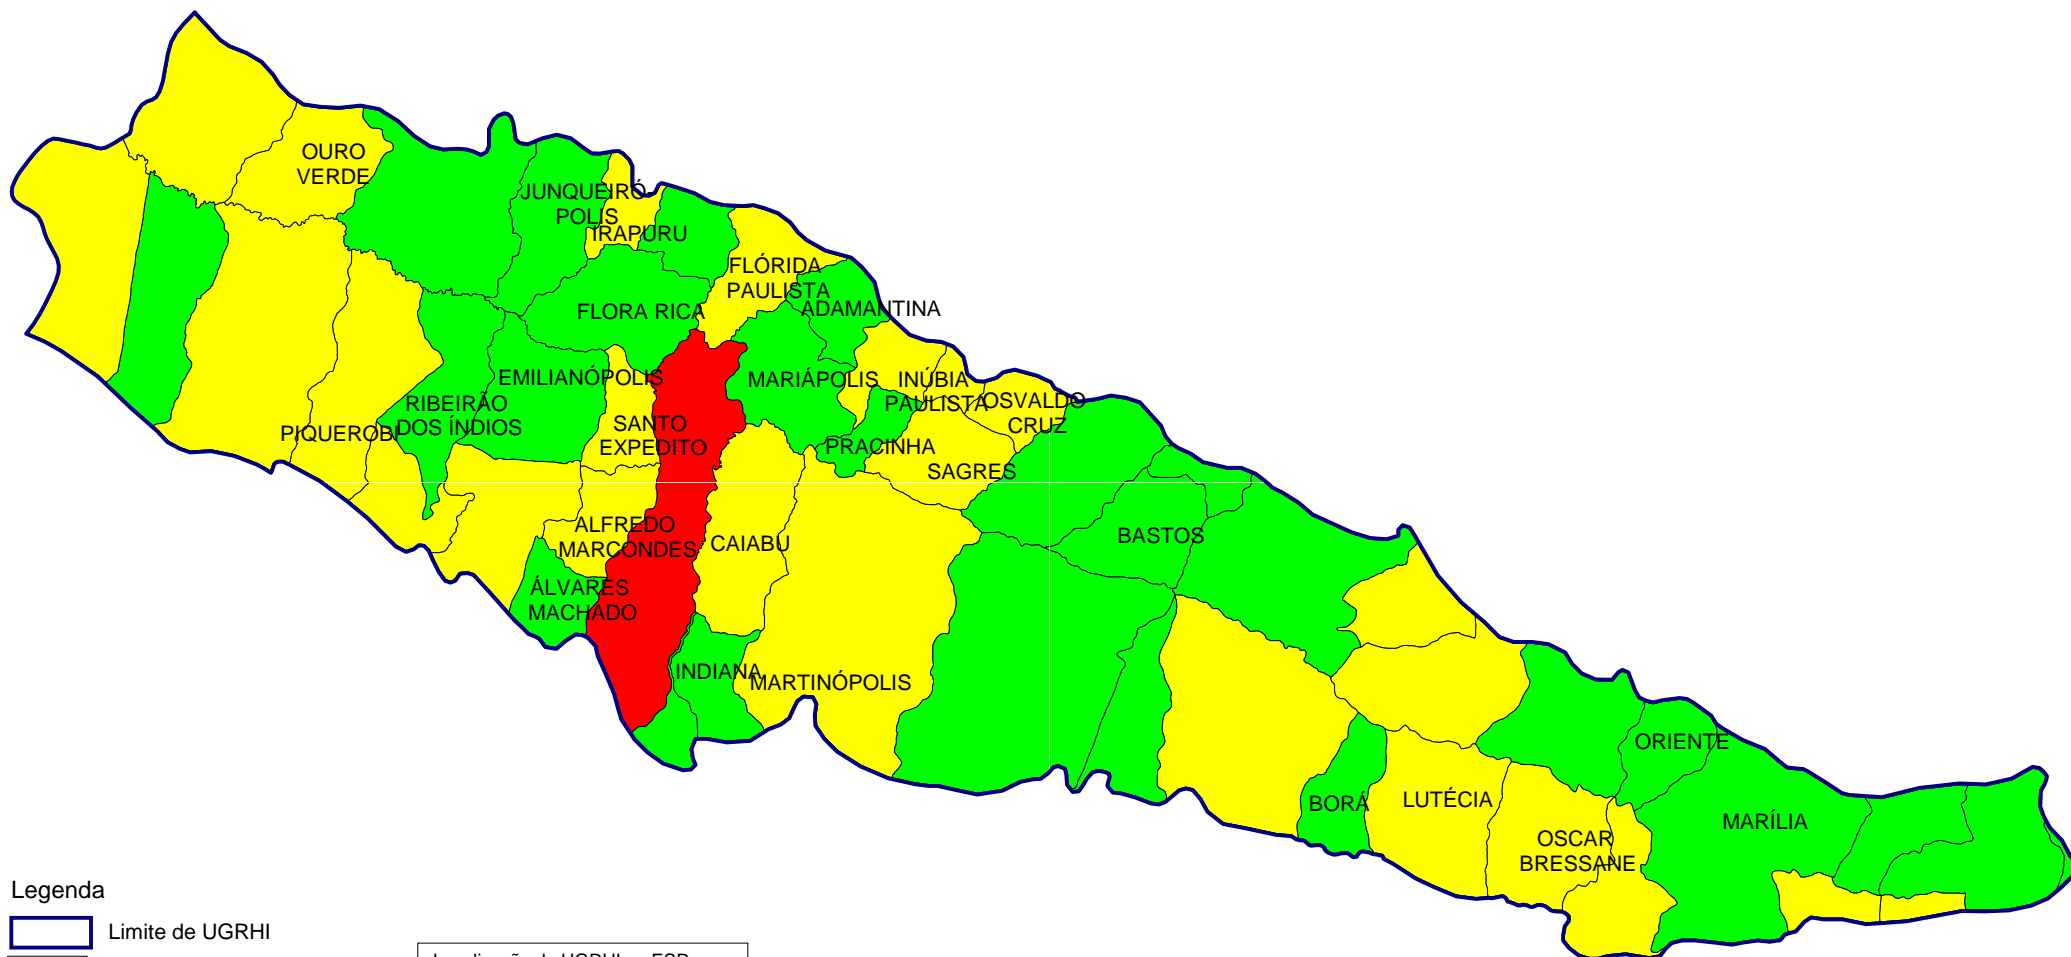 OURO
VERDE
JUNQUEIRÓ-
POLIS
IRAPURU
FLÓRIDA
PAULISTA
ADAMANTINA
FLORA RICA
EMILIANÓPOLIS
MARIÁPOLIS
INÚBIA
PAULISTA
OSVALDO
CRUZ
RIBEIRÃO
DOS ÍNDIOS
PIQUEROBI
SANTO
EXPEDITO
PRACINHA
SAGRES
ALFREDO
MARCONDES
CAIABU
BASTOS
ÁLVARES
MACHADO
INDIANA
MARTINÓPOLIS
ORIENTE
BORÁ
LUTÉCIA
MARÍLIA
OSCAR
BRESSANE
Legenda
Limite de UGRHI